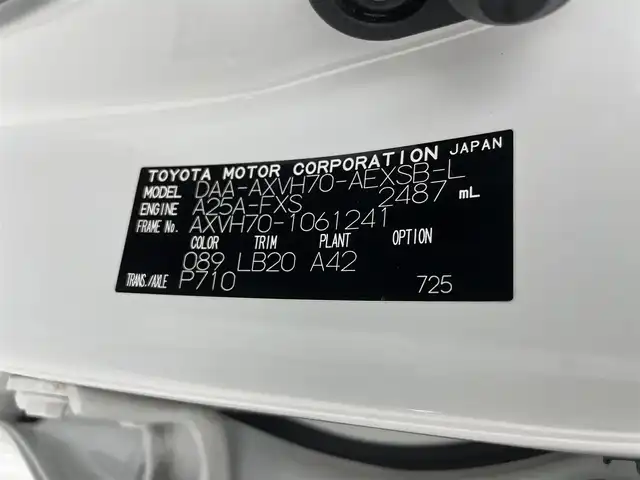 TOYOTA MOTOR CORPORATION JAPAN
MODEL DAA-AXVH70-AEXSB-L
ENGINE A25A-FXS 2487 mL
FRAME No. AXVH70-1061241
COLOR TRIM PLANT OPTION
089 LB20 A42
TRANS./AXLE P710 725